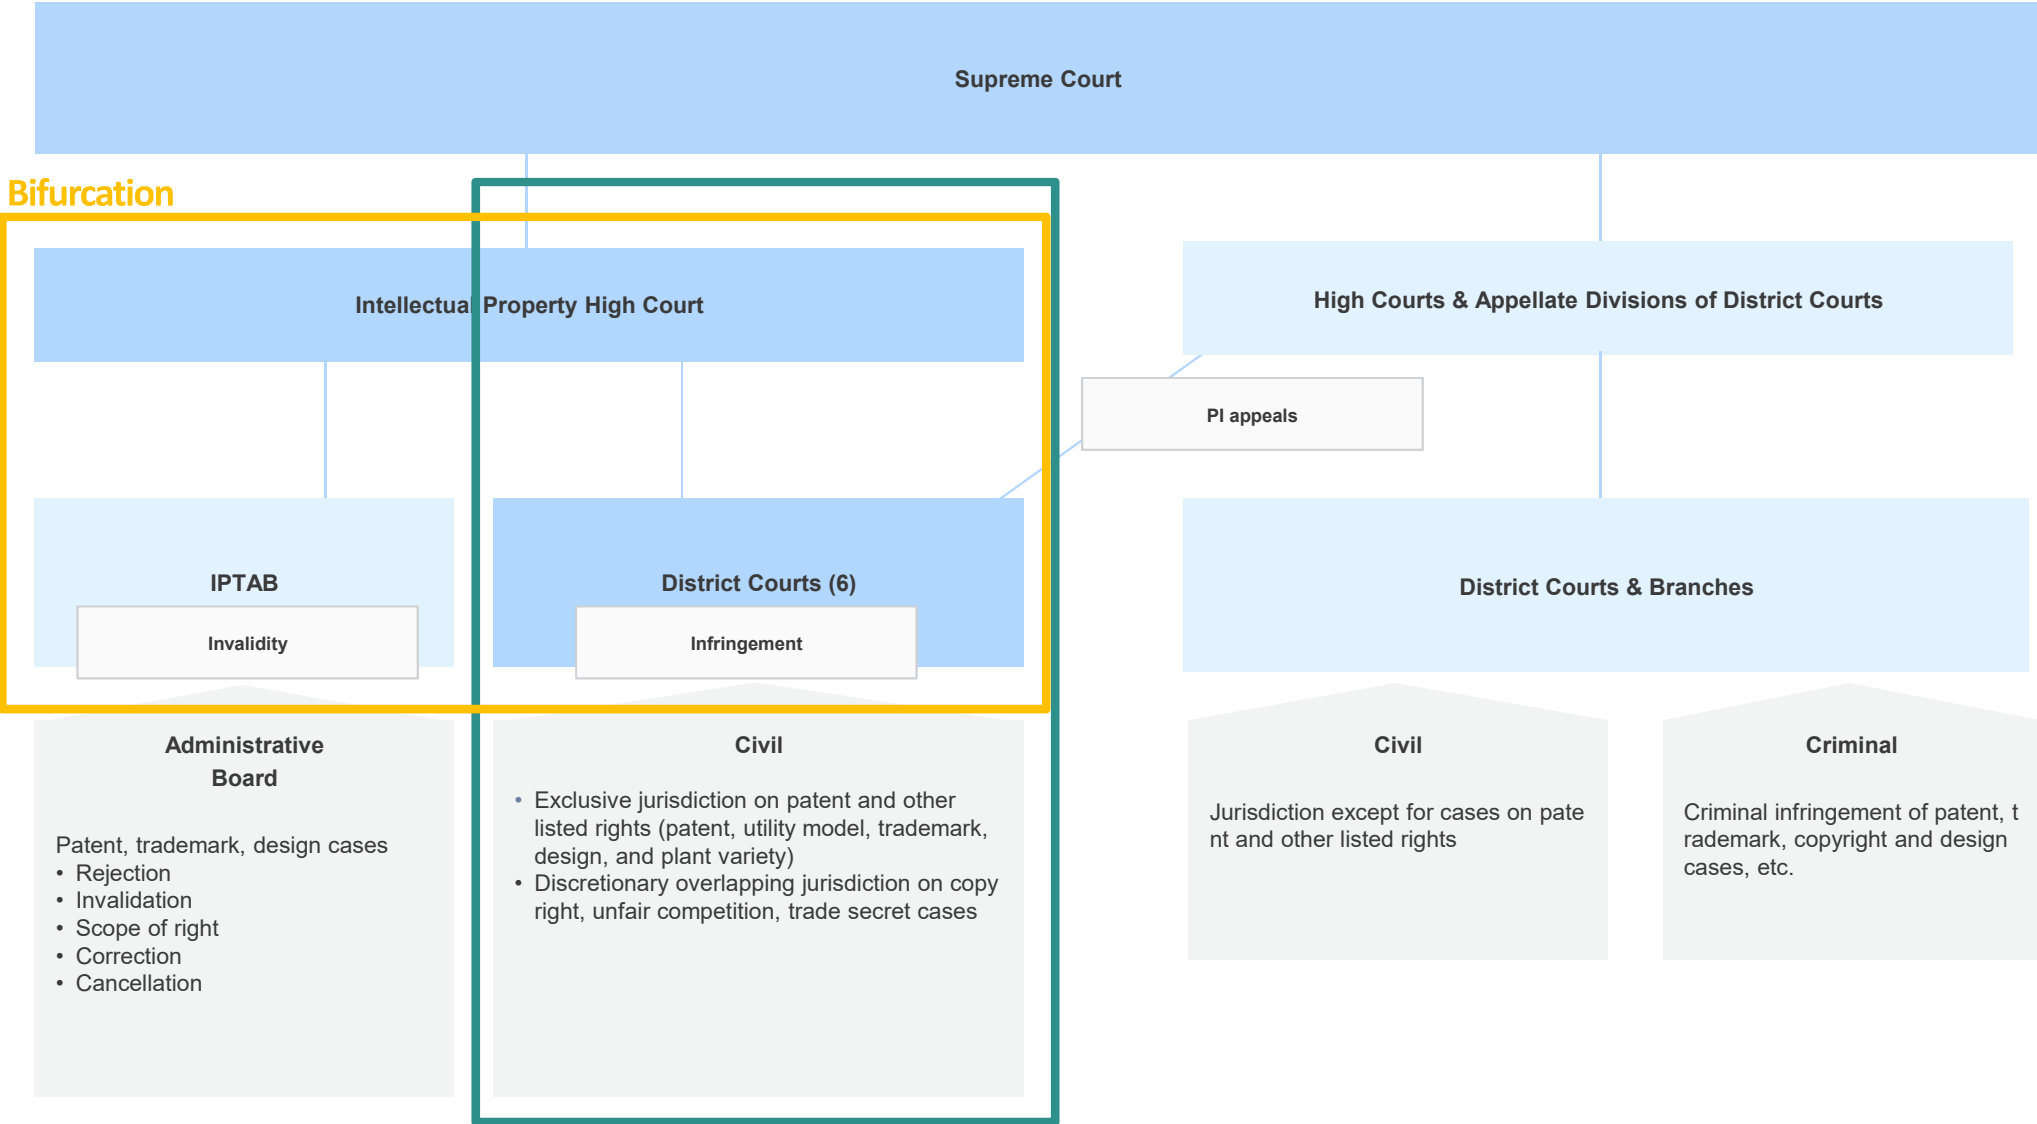 Supreme Court
Bifurcation
Intellectual Property High Court
High Courts & Appellate Divisions of District Courts
PI appeals
IPTAB
Invalidity
District Courts (6)
Infringement
District Courts & Branches
Administrative
Board
Patent, trademark, design cases
• Rejection
• Invalidation
• Scope of right
• Correction
• Cancellation
Civil
• Exclusive jurisdiction on patent and other
listed rights (patent, utility model, trademark,
design, and plant variety)
• Discretionary overlapping jurisdiction on copy
right, unfair competition, trade secret cases
Civil
Jurisdiction except for cases on pate
nt and other listed rights
Criminal
Criminal infringement of patent, t
rademark, copyright and design
cases, etc.